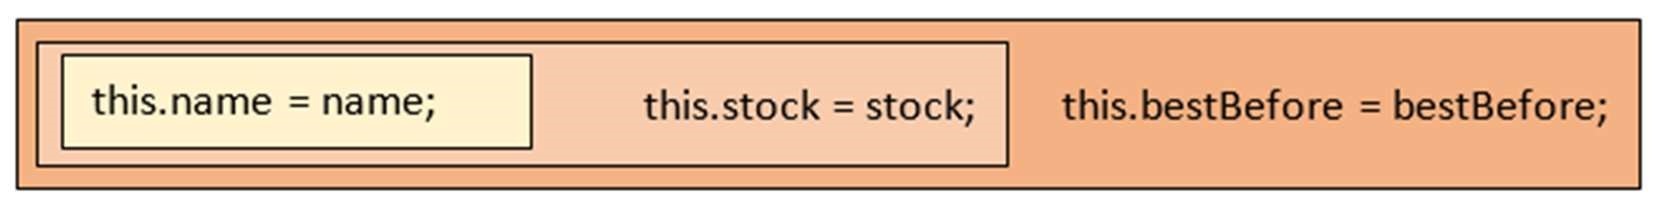 this.name = name;
this.stock = stock;
this.bestBefore = bestBefore;